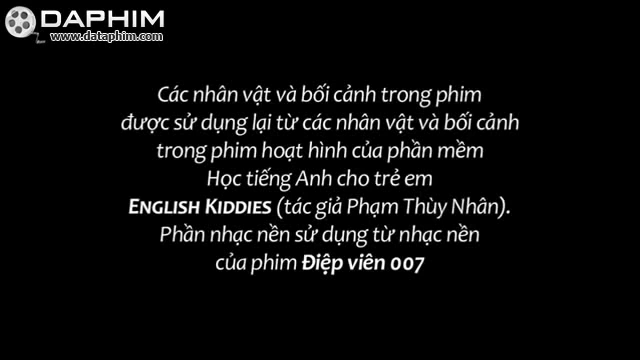 DAPHIM
www.dataphim.com
Các nhân vật và bối cảnh trong phim
được sử dụng lại từ các nhân vật và bối cảnh
trong phim hoạt hình của phần mềm
Học tiếng Anh cho trẻ em
ENGLISH KIDDIES (tác giả Phạm Thùy Nhân).
Phần nhạc nền sử dụng từ nhạc nền
của phim Điệp viên 007